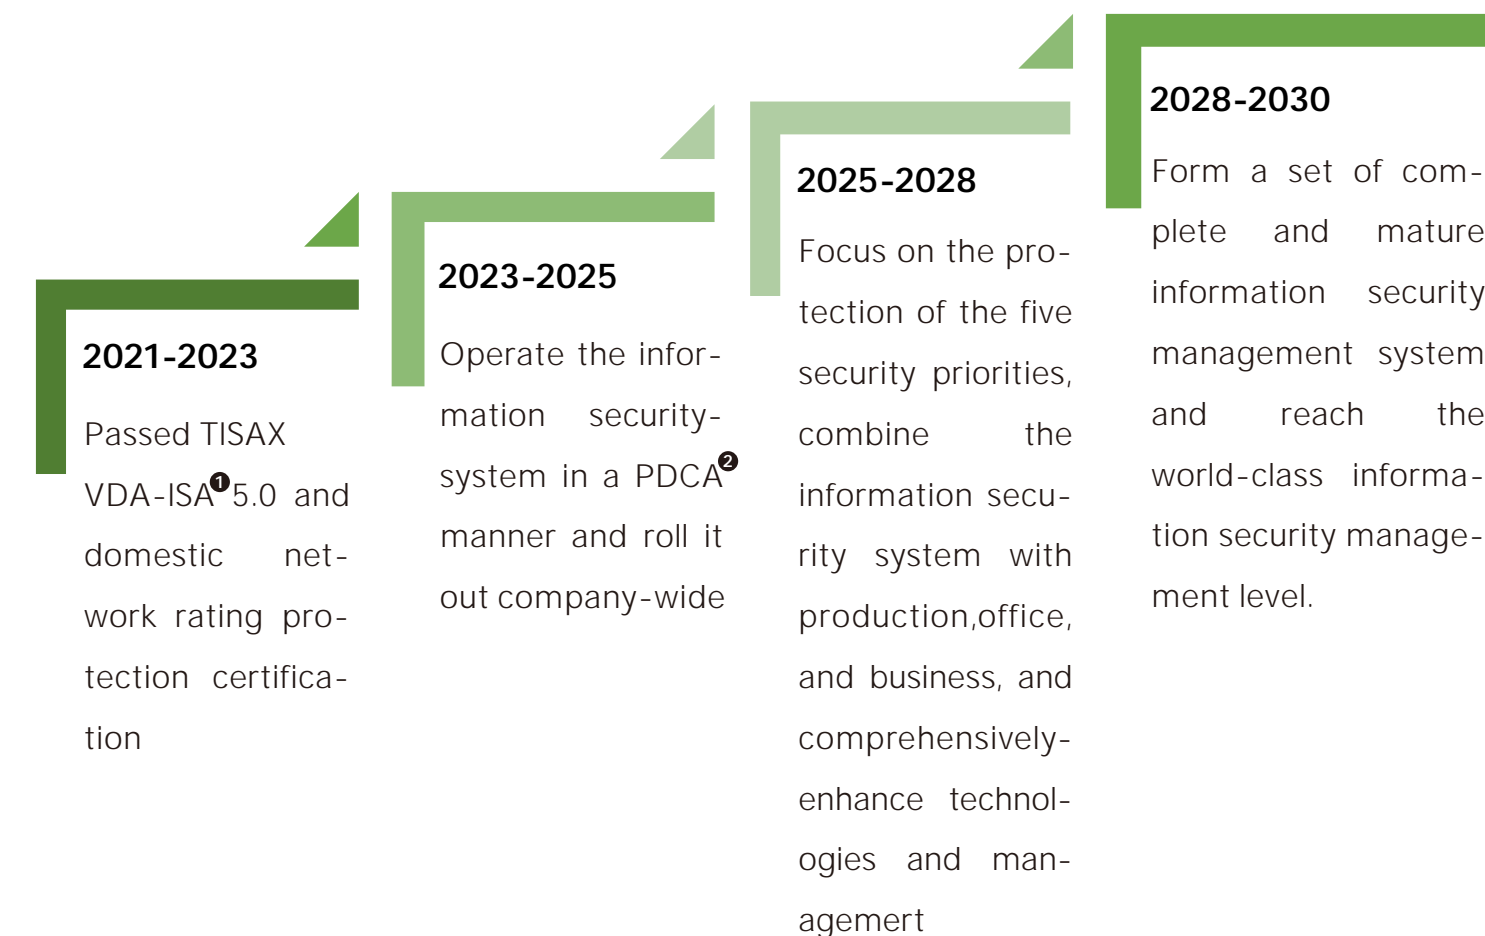 2021-2023
Passed TISAX
VDA-ISA❶5.0 and
domestic net-
work rating pro-
tection certifica-
tion
2023-2025
Operate the infor-
mation security-
system in a PDCA❷
manner and roll it
out company-wide
2025-2028
Focus on the pro-
tection of the five
security priorities,
combine the
information secu-
rity system with
production,office,
and business, and
comprehensively-
enhance technol-
ogies and man-
agemert
2028-2030
Form a set of com-
plete and mature
information security
management system
and reach the
world-class informa-
tion security manage-
ment level.